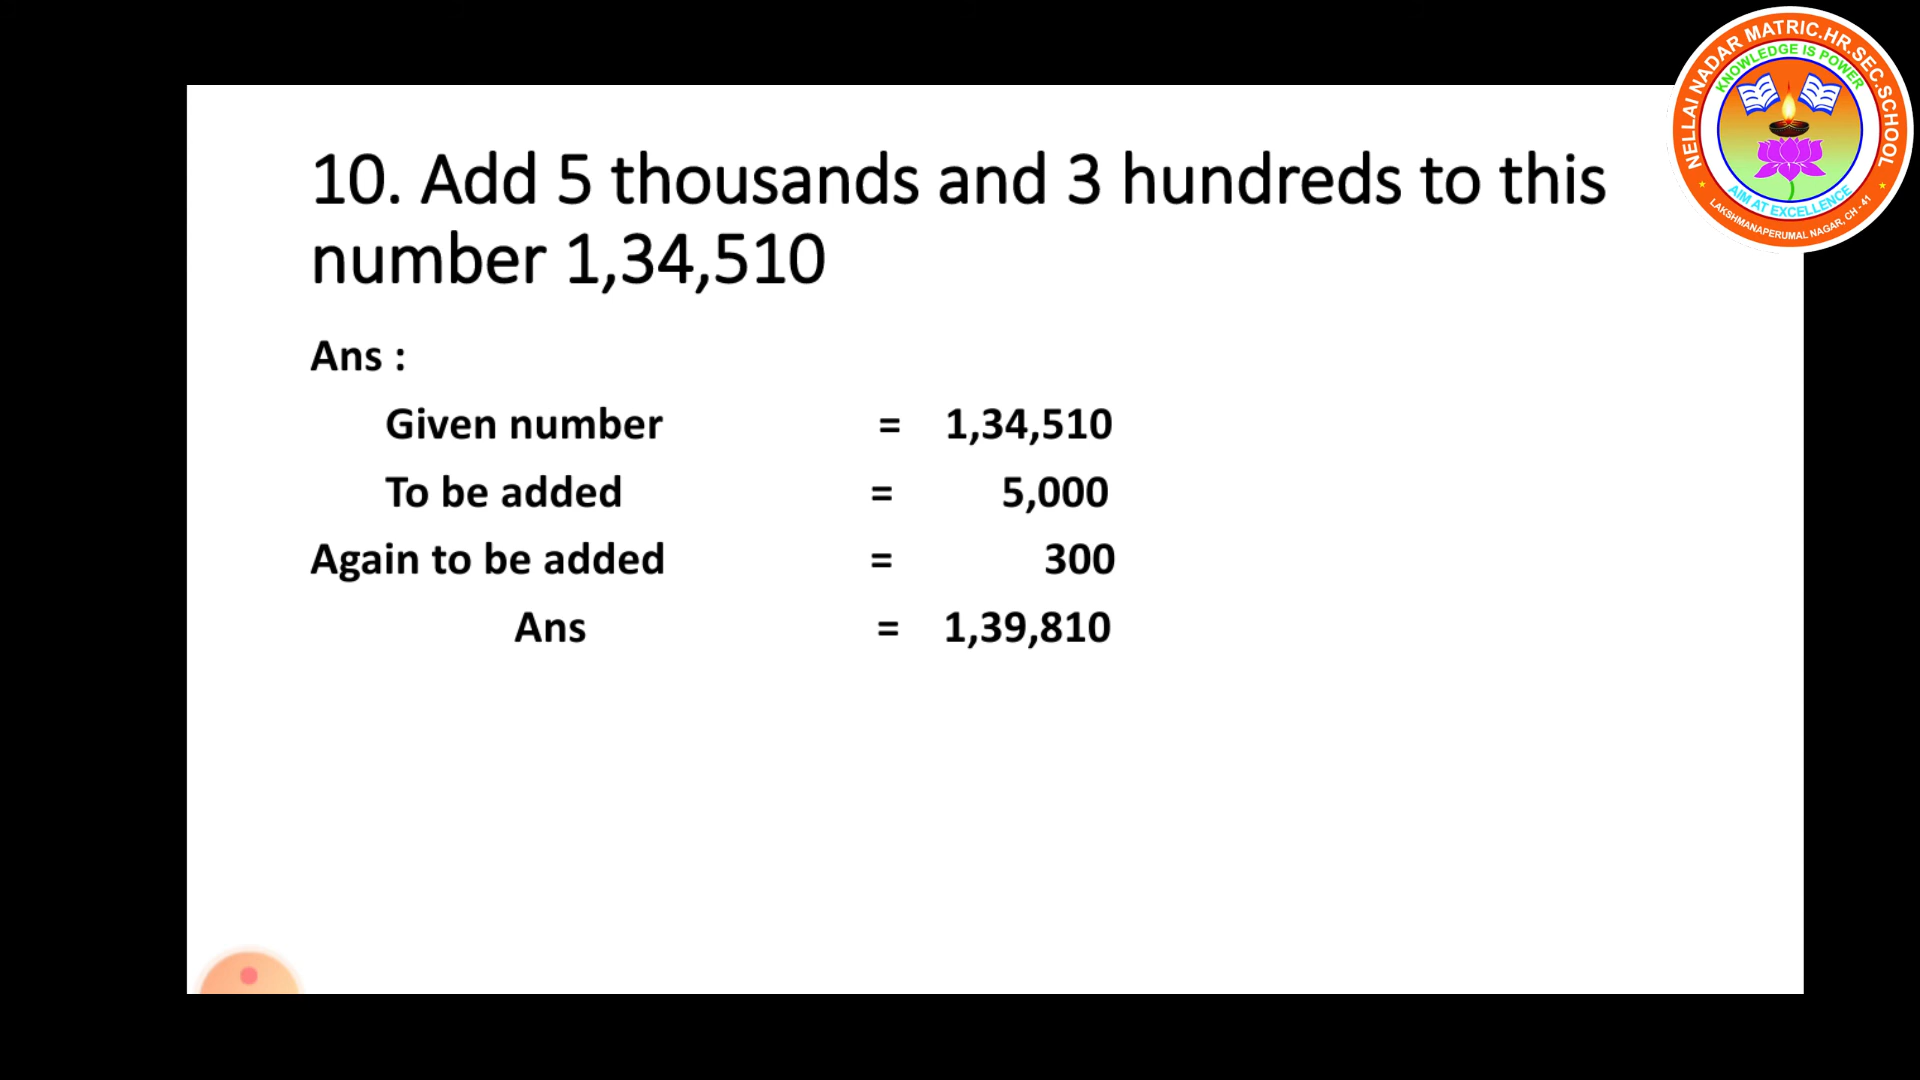 10. Add 5 thousands and 3 hundreds to this
number 1,34,510
Ans :
Given number = 1,34,510
To be added = 5,000
Again to be added = 300
Ans = 1,39,810
NELLAI NADAR MATRIC.HR.SEC.SCHOOL
KNOWLEDGE IS POWER
AIM AT EXCELLENCE
LAKSHMANAPERUMAL NAGAR, CH - 41